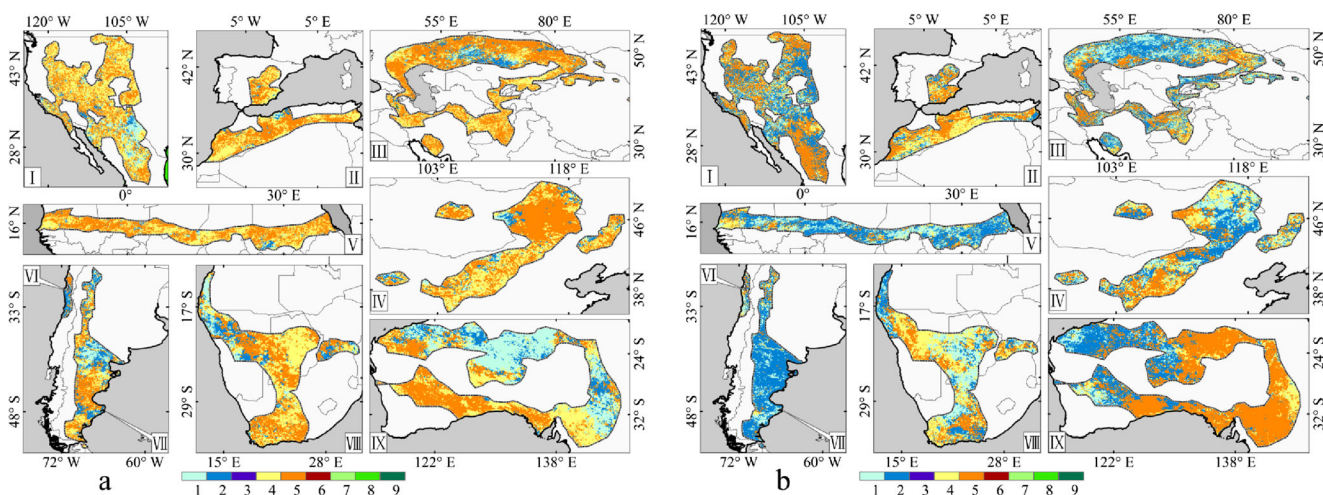 120° W 105° W 5° W 5° E 55° E 80° E 120° W 105° W 5° W 5° E 55° E 80° E
43° N 42° N 50° N 43° N 42° N 50° N
28° N 30° N 30° N 28° N 30° N 30° N
I II III I II III
103° E 118° E 103° E 118° E
0° 30° E 0° 30° E
16° N 46° N 16° N 46° N
V V
VI IV 38° N VI IV 38° N
33° S 17° S 24° S 33° S 17° S 24° S
48° S 29° S 32° S 48° S 29° S 32° S
VII VIII IX VII VIII IX
72° W 60° W 15° E 28° E 122° E 138° E 72° W 60° W 15° E 28° E 122° E 138° E
a 1 2 3 4 5 6 7 8 9 b 1 2 3 4 5 6 7 8 9